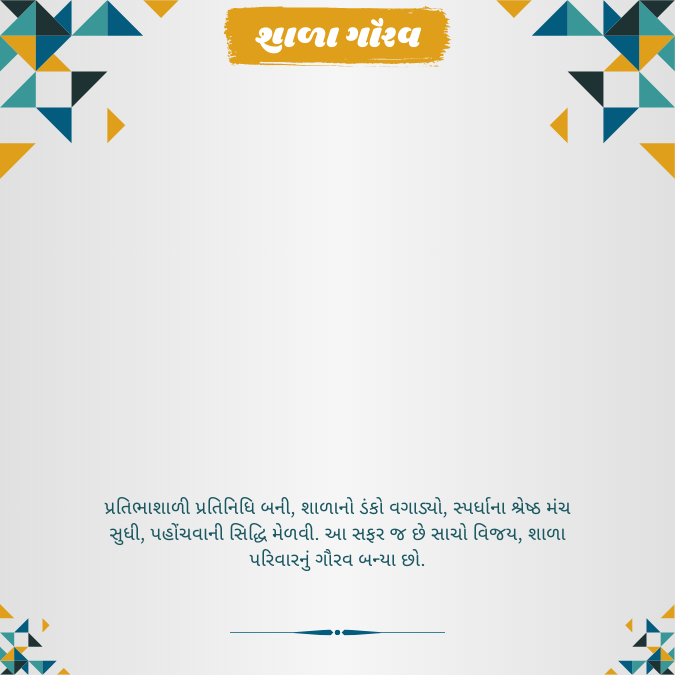 શાળા ગૌરવ
પ્રતિભાશાળી પ્રતિનિધિ બની, શાળાનો ડંકો વગાડ્યો, સ્પર્ધાના શ્રેષ્ઠ મંચ
સુધી, પહોંચવાની સિદ્ધિ મેળવી. આ સફર જ છે સાચો વિજય, શાળા
પરિવારનું ગૌરવ બન્યા છો.